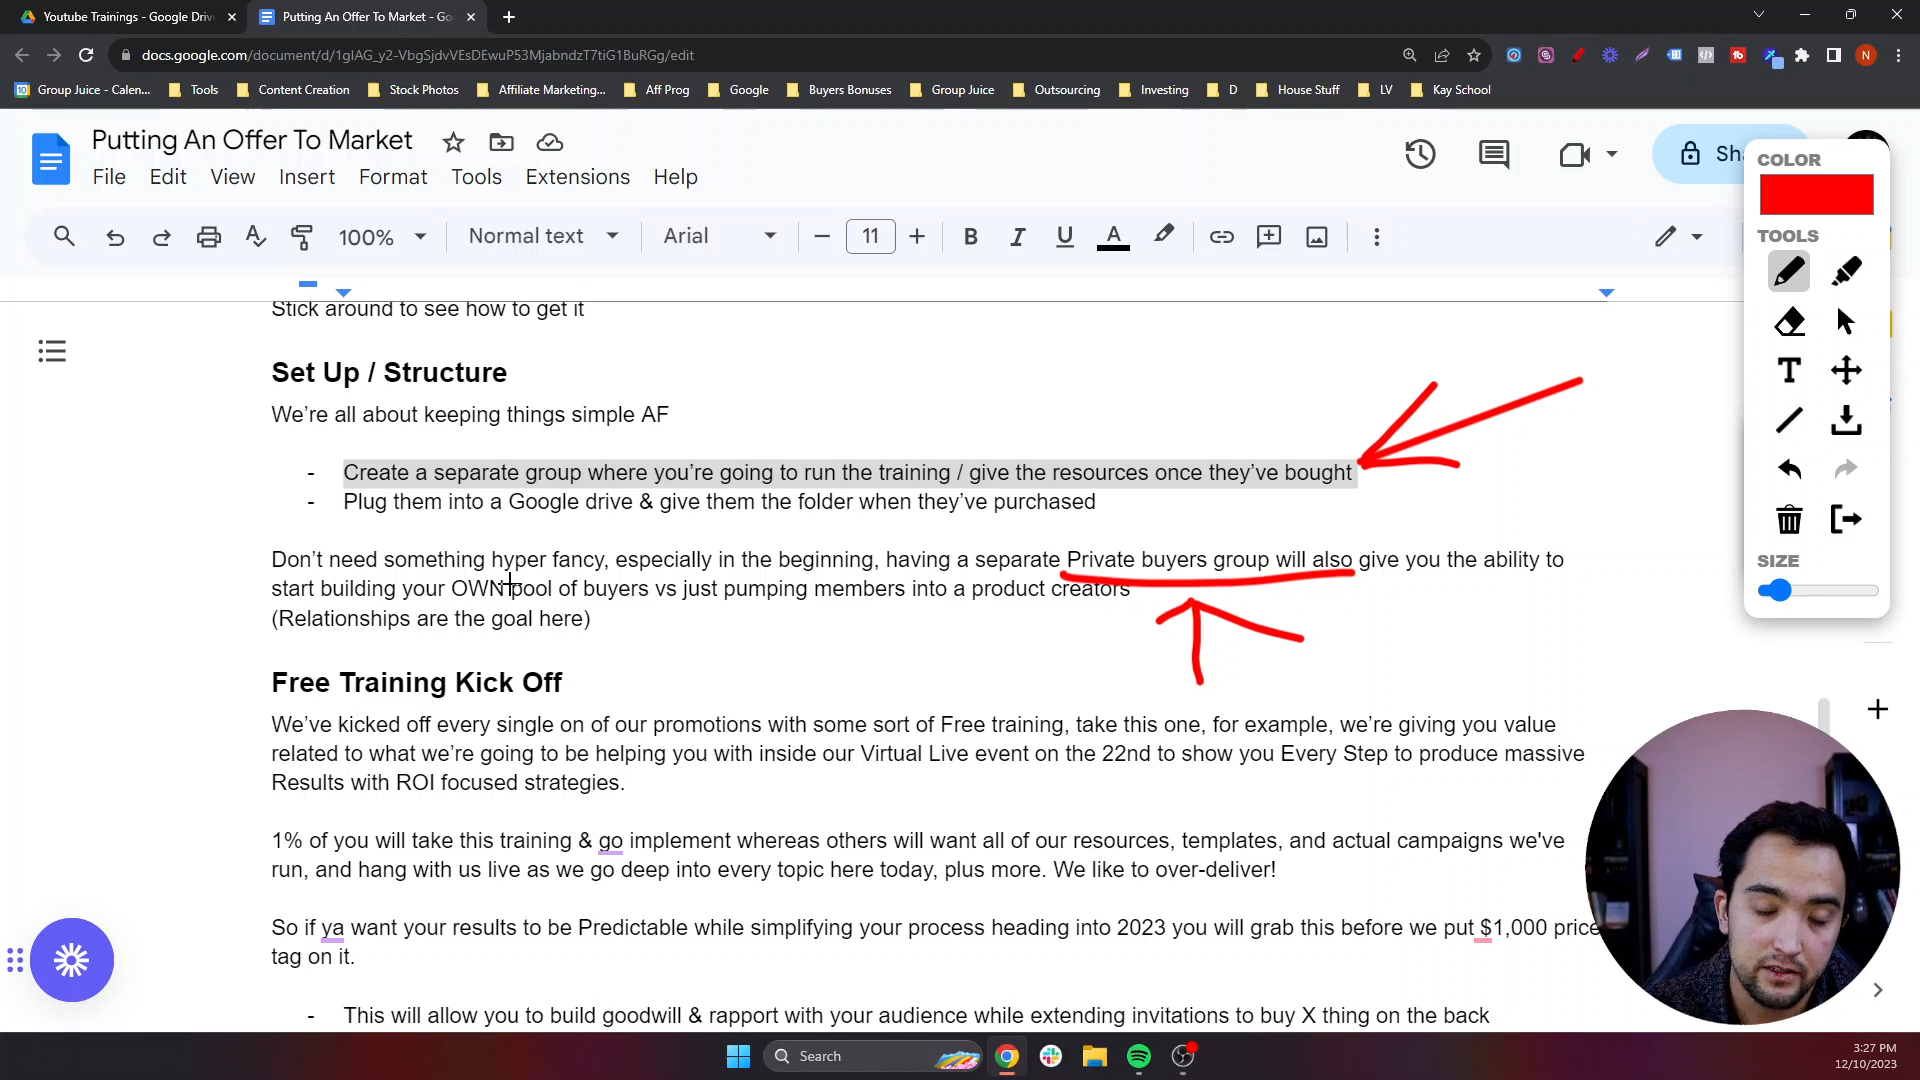 Youtube Trainings - Google Driv
Putting An Offer To Market - Go
docs.google.com/document/d/1glAG_y2-VbgSjdvVEsDEwuP53MjabndzT7tiG1BuRGg/edit
Group Juice - Calen...
Tools
Content Creation
Stock Photos
Affiliate Marketing...
Aff Prog
Google
Buyers Bonuses
Group Juice
Outsourcing
Investing
D
House Stuff
LV
Kay School
Putting An Offer To Market
Sha
File Edit View Insert Format Tools Extensions Help
100% Normal text Arial 11
COLOR
TOOLS
SIZE
Stick around to see how to get it
Set Up / Structure
We’re all about keeping things simple AF
- Create a separate group where you’re going to run the training / give the resources once they’ve bought
- Plug them into a Google drive & give them the folder when they’ve purchased
Don’t need something hyper fancy, especially in the beginning, having a separate Private buyers group will also give you the ability to
start building your OWN pool of buyers vs just pumping members into a product creators
(Relationships are the goal here)
Free Training Kick Off
We’ve kicked off every single on of our promotions with some sort of Free training, take this one, for example, we’re giving you value
related to what we’re going to be helping you with inside our Virtual Live event on the 22nd to show you Every Step to produce massive
Results with ROI focused strategies.
1% of you will take this training & go implement whereas others will want all of our resources, templates, and actual campaigns we've
run, and hang with us live as we go deep into every topic here today, plus more. We like to over-deliver!
So if ya want your results to be Predictable while simplifying your process heading into 2023 you will grab this before we put $1,000 price
tag on it.
- This will allow you to build goodwill & rapport with your audience while extending invitations to buy X thing on the back
Search
3:27 PM
12/10/2023